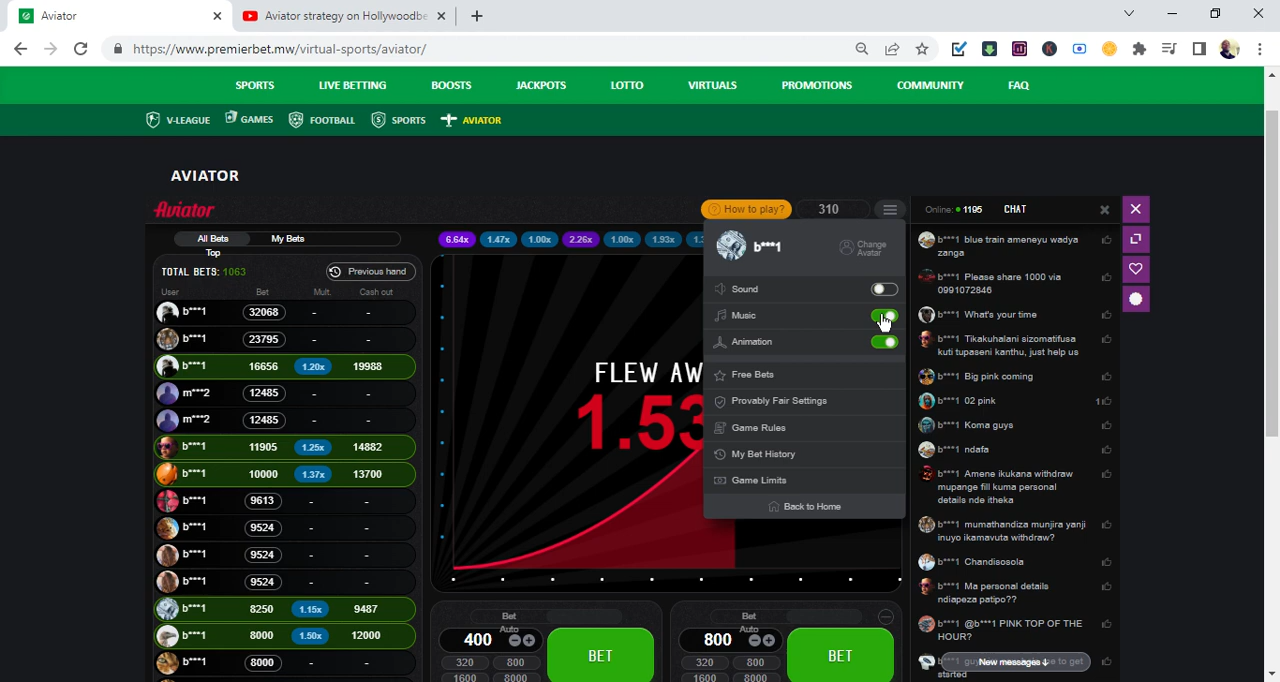 Aviator
Aviator strategy on Hollywoodbe
https://www.premierbet.mw/virtual-sports/aviator/
SPORTS LIVE BETTING BOOSTS JACKPOTS LOTTO VIRTUALS PROMOTIONS COMMUNITY FAQ
V-LEAGUE GAMES FOOTBALL SPORTS AVIATOR
AVIATOR
Aviator
How to play? 310
All Bets My Bets
Top
TOTAL BETS: 1063 Previous hand
User Bet Mult. Cash out
b***1 32068 - -
b***1 23795 - -
b***1 16656 1.20x 19988
m***2 12485 - -
m***2 12485 - -
b***1 11905 1.25x 14882
b***1 10000 1.37x 13700
b***1 9613 - -
b***1 9524 - -
b***1 9524 - -
b***1 9524 - -
b***1 8250 1.15x 9487
b***1 8000 1.50x 12000
b***1 8000 - -
6.64x 1.47x 1.00x 2.26x 1.00x 1.93x
FLEW AW
1.53
b***1 Change
Avatar
Sound
Music
Animation
Free Bets
Provably Fair Settings
Game Rules
My Bet History
Game Limits
Back to Home
Bet
Auto
400
320 800
1600 8000
BET
Bet
Auto
800
320 800
1600 8000
BET
Online: 1195 CHAT
b***1 blue train ameneyu wadya
zanga
b***1 Please share 1000 via
0991072846
b***1 What's your time
b***1 Tikakuhalani sizomatifusa
kuti tupaseni kanthu, just help us
b***1 Big pink coming
b***1 02 pink 1
b***1 Koma guys
b***1 ndafa
b***1 Amene ikukana withdraw
mupange fill kuma personal
details nde itheka
b***1 mumathandiza munjira yanji
inuyo ikamavuta withdraw?
b***1 Chandisosola
b***1 Ma personal details
ndiapeza patipo??
b***1 @b***1 PINK TOP OF THE
HOUR?
New messages
to get
started